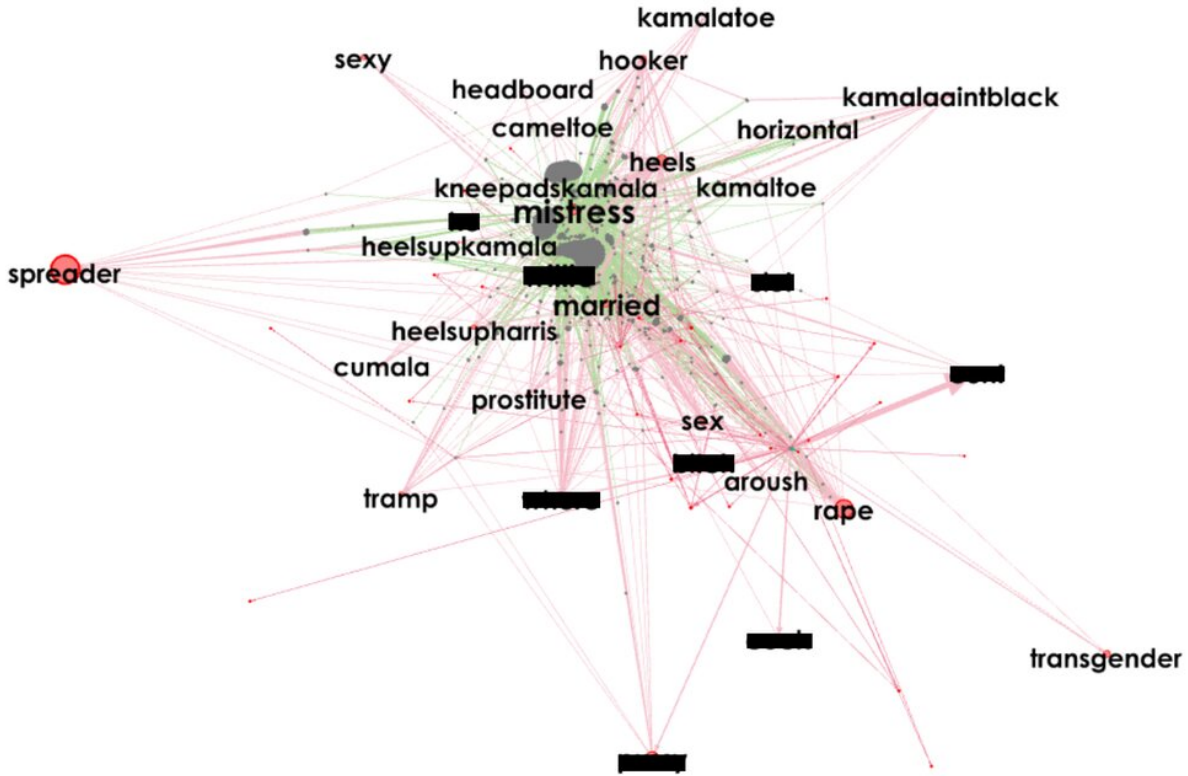 kamalatoe
sexy
hooker
headboard
kamalaaintblack
cameltoe
horizontal
heels
kneepadskamala
kamaltoe
mistress
heelsupkamala
spreader
married
heelsupharris
cumala
prostitute
sex
aroush
tramp
rape
transgender